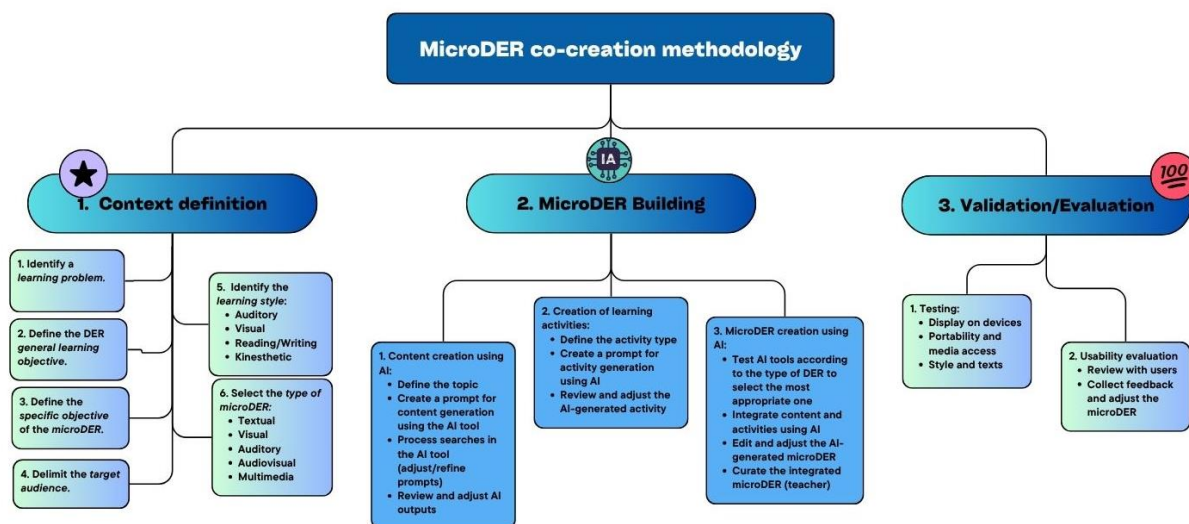 MicroDER co-creation methodology
1. Context definition
1. Identify a
learning problem.
2. Define the DER
general learning
objective.
3. Define the
specific objective
of the microDER.
4. Delimit the target
audience.
5. Identify the
learning style:
• Auditory
• Visual
• Reading/Writing
• Kinesthetic
6. Select the type of
microDER:
• Textual
• Visual
• Auditory
• Audiovisual
• Multimedia
IA
2. MicroDER Building
1. Content creation using
AI:
• Define the topic
• Create a prompt for
content generation
using the AI tool
• Process searches in
the AI tool
(adjust/refine
prompts)
• Review and adjust AI
outputs
2. Creation of learning
activities:
• Define the activity type
• Create a prompt for
activity generation
using AI
• Review and adjust
the AI-generated activity
3. MicroDER creation using
AI:
• Test AI tools according
to the type of DER to
select the most
appropriate one
• Integrate content and
activities using AI
• Edit and adjust the AI-
generated microDER
• Curate the integrated
microDER (teacher)
100
3. Validation/Evaluation
1. Testing:
• Display on devices
• Portability and
media access
• Style and texts
2. Usability evaluation
• Review with users
• Collect feedback
and adjust the
microDER